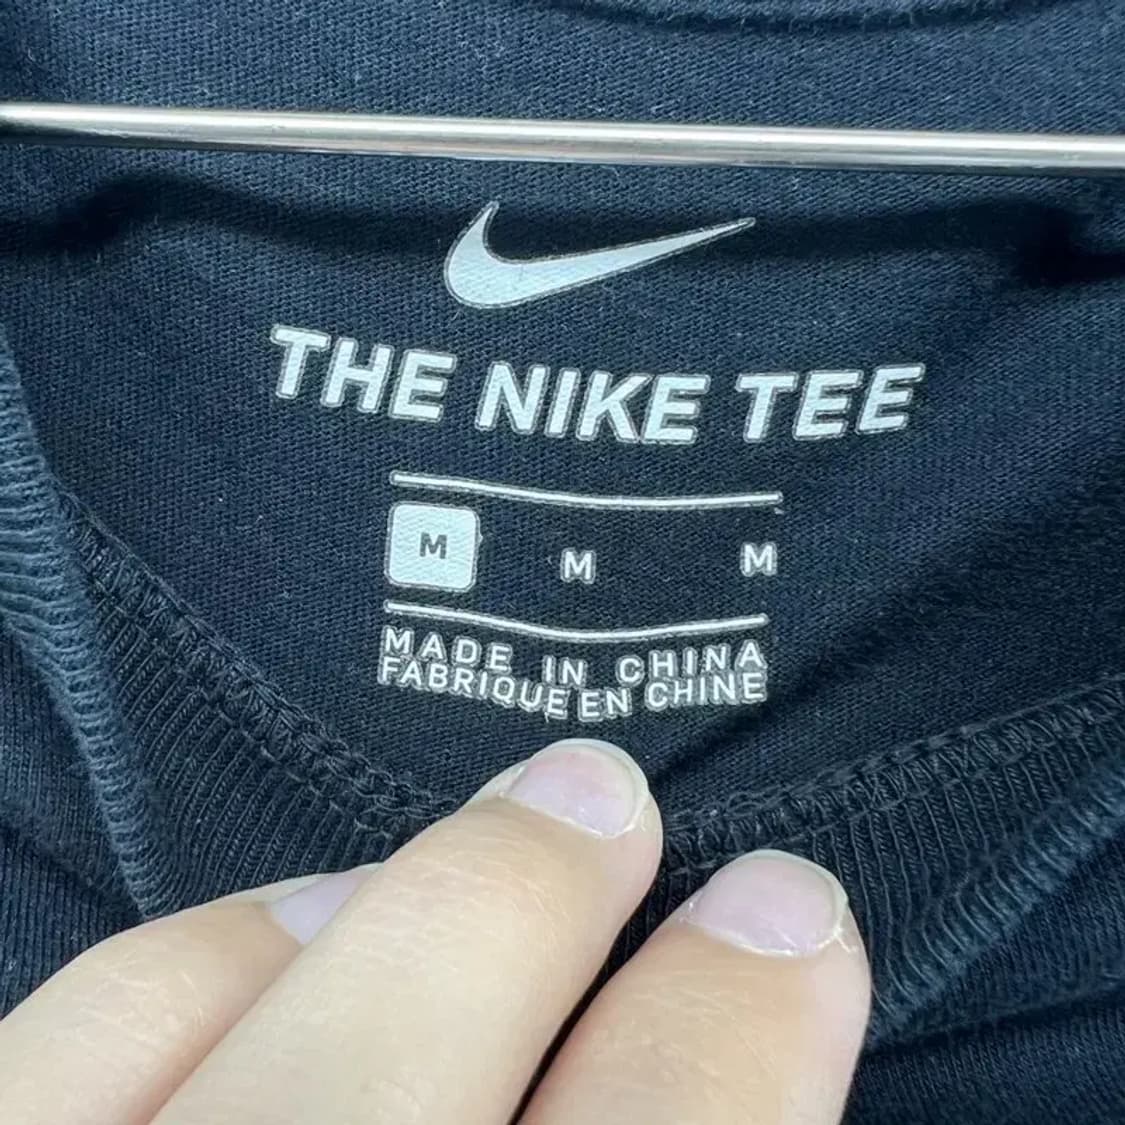 THE NIKE TEE
M M M
MADE IN CHINA
FABRIQUE EN CHINE